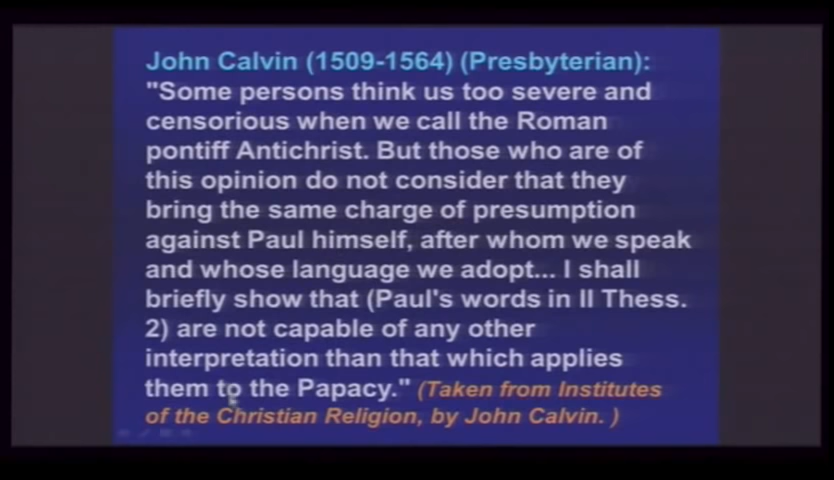 John Calvin (1509-1564) (Presbyterian):
"Some persons think us too severe and
censorious when we call the Roman
pontiff Antichrist. But those who are of
this opinion do not consider that they
bring the same charge of presumption
against Paul himself, after whom we speak
and whose language we adopt... I shall
briefly show that (Paul's words in II Thess.
2) are not capable of any other
interpretation than that which applies
them to the Papacy." (Taken from Institutes
of the Christian Religion, by John Calvin. )